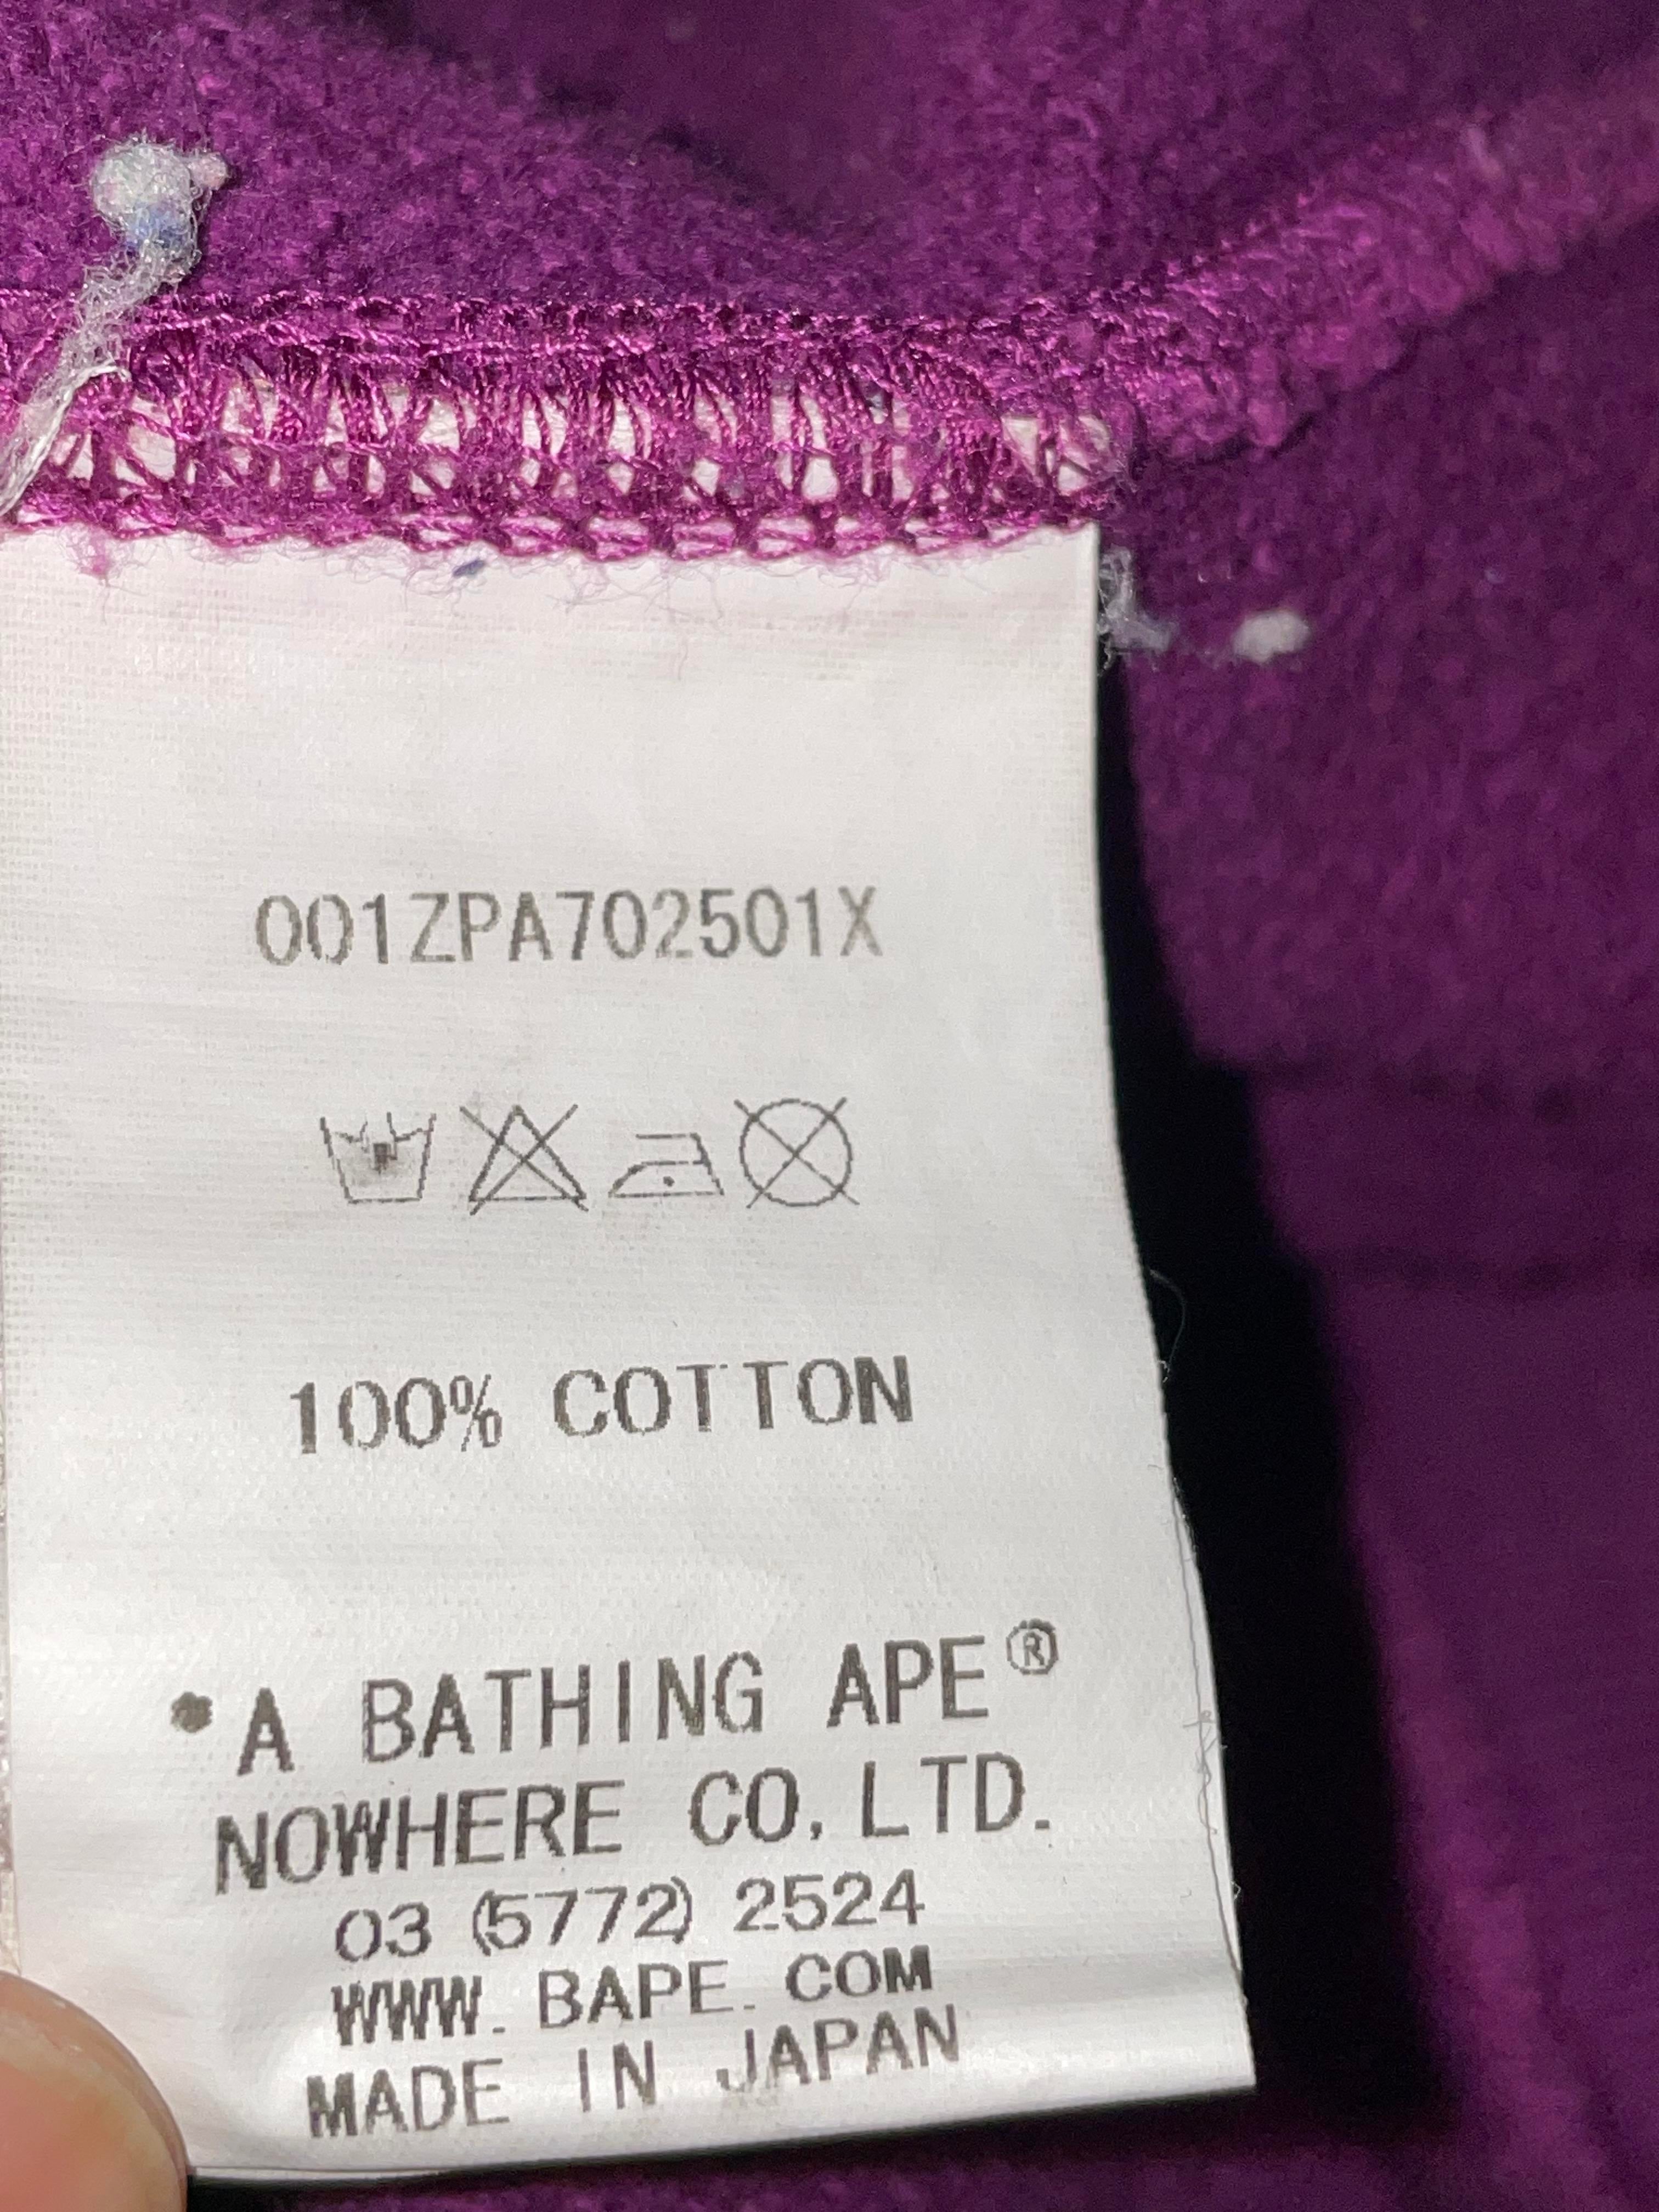 001ZPA702501X
100% COTTON
•A BATHING APE®
NOWHERE CO, LTD.
03 (5772) 2524
WWW. BAPE. COM
MADE IN JAPAN